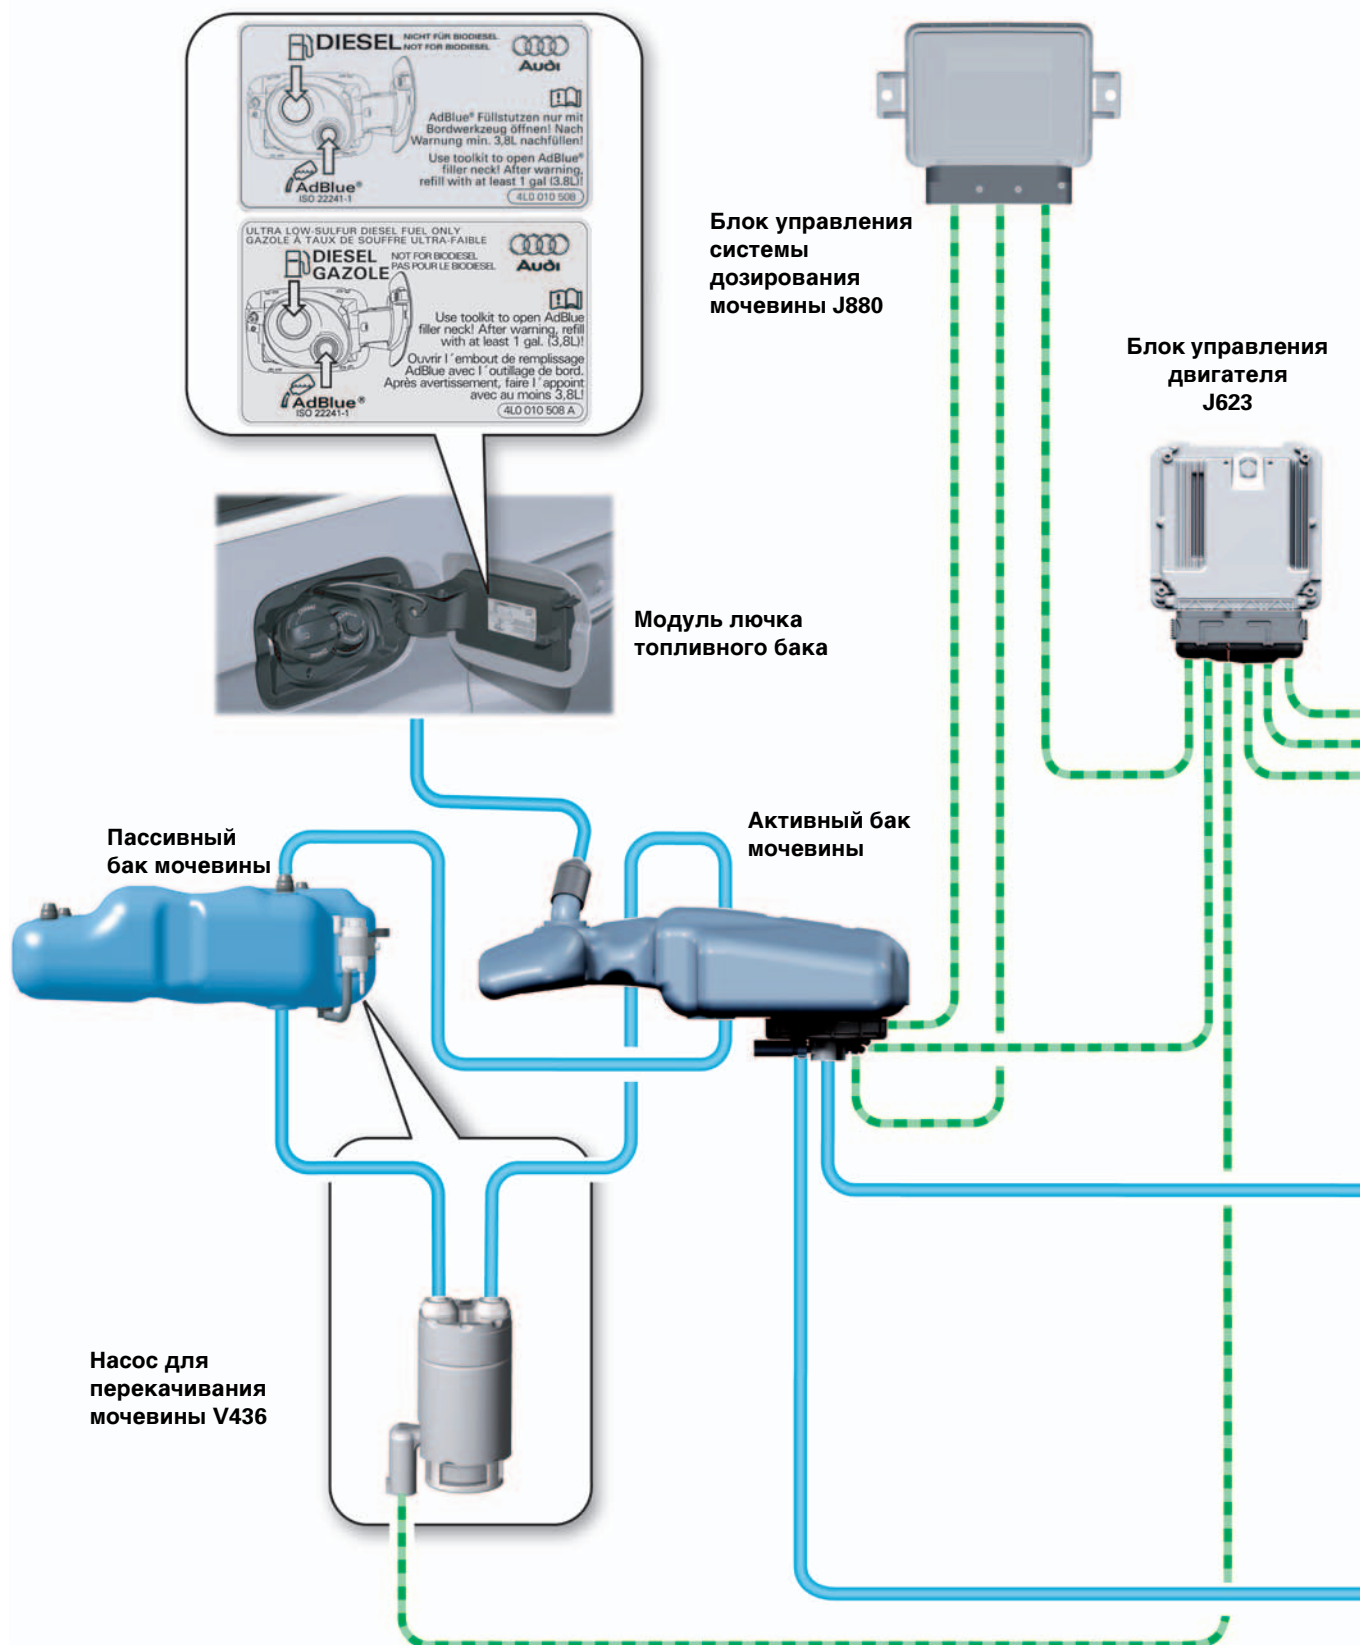 DIESEL NICHT FÜR BIODIESEL
NOT FOR BIODIESEL
Audi
AdBlue® Füllstutzen nur mit
Bordwerkzeug öffnen! Nach
Warnung min. 3,8L nachfüllen!
Use toolkit to open AdBlue®
filler neck! After warning,
refill with at least 1 gal (3.8L)!
AdBlue®
ISO 22241-1
4L0 010 508
ULTRA LOW-SULFUR DIESEL FUEL ONLY
GAZOLE À TAUX DE SOUFFRE ULTRA-FAIBLE
DIESEL NOT FOR BIODIESEL
GAZOLE PAS POUR LE BIODIESEL
Audi
Use toolkit to open AdBlue
filler neck! After warning, refill
with at least 1 gal. (3,8L)!
Ouvrir l´embout de remplissage
AdBlue avec l´outillage de bord.
Après avertissement, faire l´appoint
avec au moins 3,8L!
AdBlue®
ISO 22241-1
4L0 010 508 A
Блок управления
системы
дозирования
мочевины J880
Блок управления
двигателя
J623
Модуль лючка
топливного бака
Пассивный
бак мочевины
Активный бак
мочевины
Насос для
перекачивания
мочевины V436